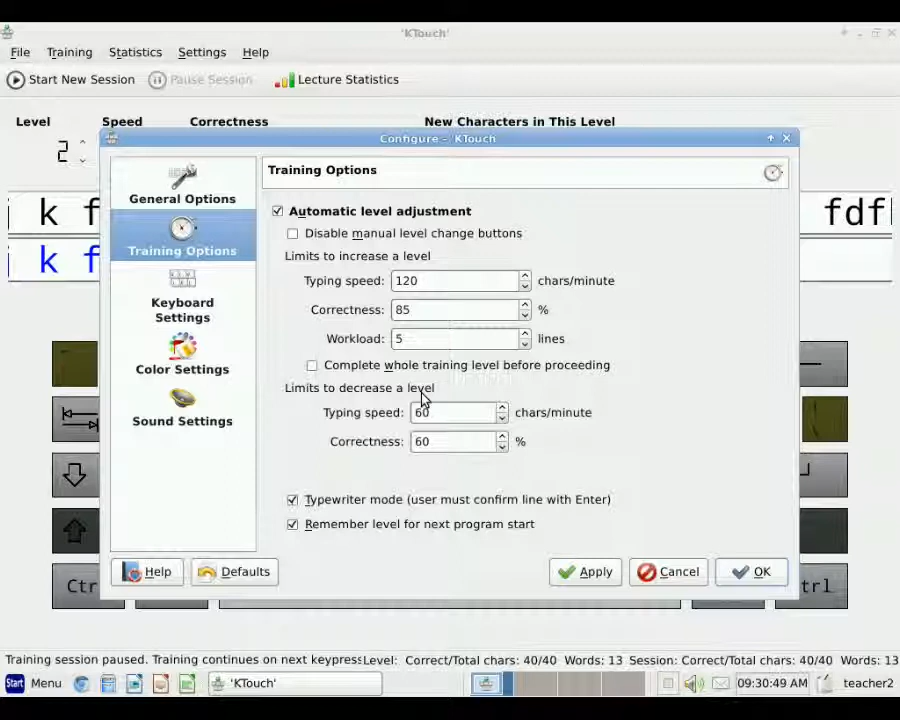 'KTouch'
File Training Statistics Settings Help
Start New Session Pause Session Lecture Statistics
Level Speed Correctness New Characters in This Level
2
Configure – KTouch
k f
fdf
k f
General Options
Training Options
Keyboard Settings
Color Settings
Sound Settings
Training Options
Automatic level adjustment
Disable manual level change buttons
Limits to increase a level
Typing speed: 120 chars/minute
Correctness: 85 %
Workload: 5 lines
Complete whole training level before proceeding
Limits to decrease a level
Typing speed: 60 chars/minute
Correctness: 60 %
Typewriter mode (user must confirm line with Enter)
Remember level for next program start
Help Defaults Apply Cancel OK
Ctr
trl
Training session paused. Training continues on next keypress Level: Correct/Total chars: 40/40 Words: 13 Session: Correct/Total chars: 40/40 Words: 13
Start Menu 'KTouch' 09:30:49 AM teacher2